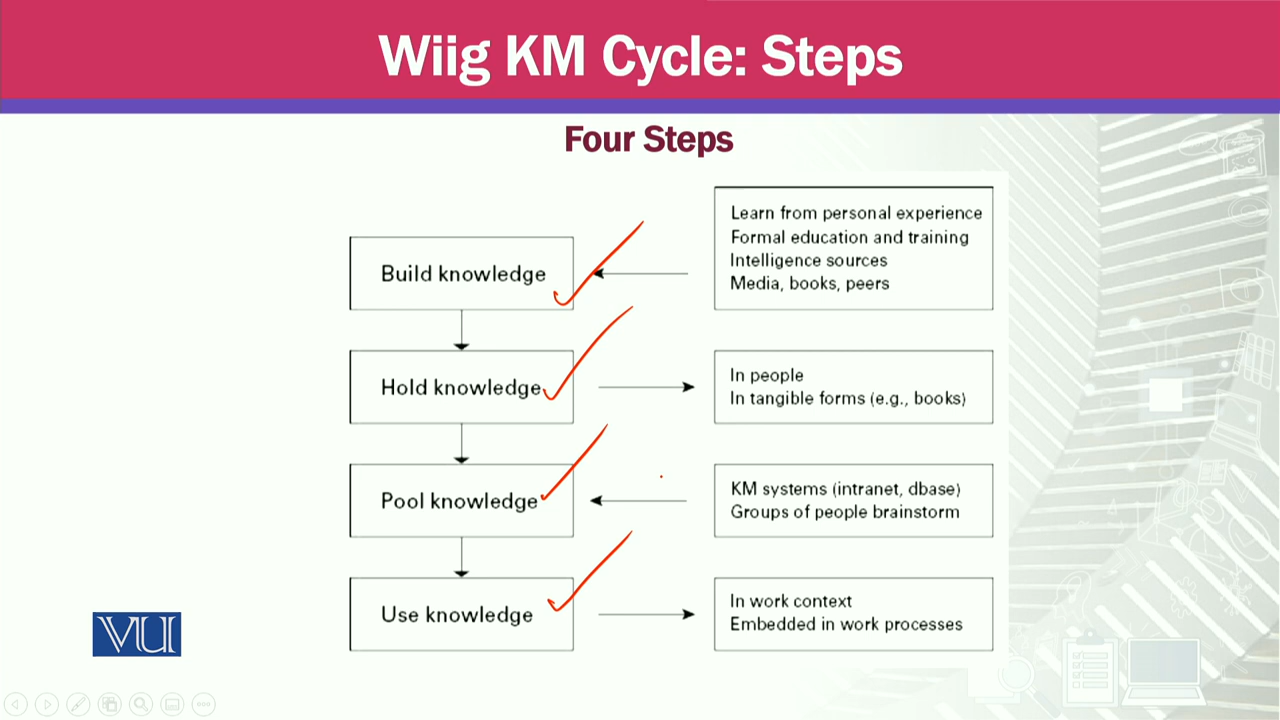 Wiig KM Cycle: Steps
Four Steps
Build knowledge
Learn from personal experience
Formal education and training
Intelligence sources
Media, books, peers
Hold knowledge
In people
In tangible forms (e.g., books)
Pool knowledge
KM systems (intranet, dbase)
Groups of people brainstorm
Use knowledge
In work context
Embedded in work processes
VU